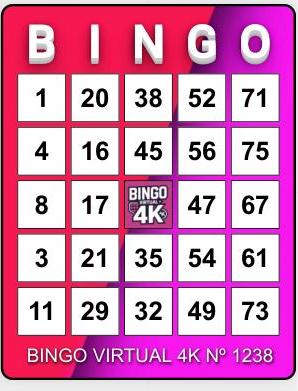 B I N G O
1 20 38 52 71
4 16 45 56 75
8 17 BINGO VIRTUAL 4K 47 67
3 21 35 54 61
11 29 32 49 73
BINGO VIRTUAL 4K Nº 1238